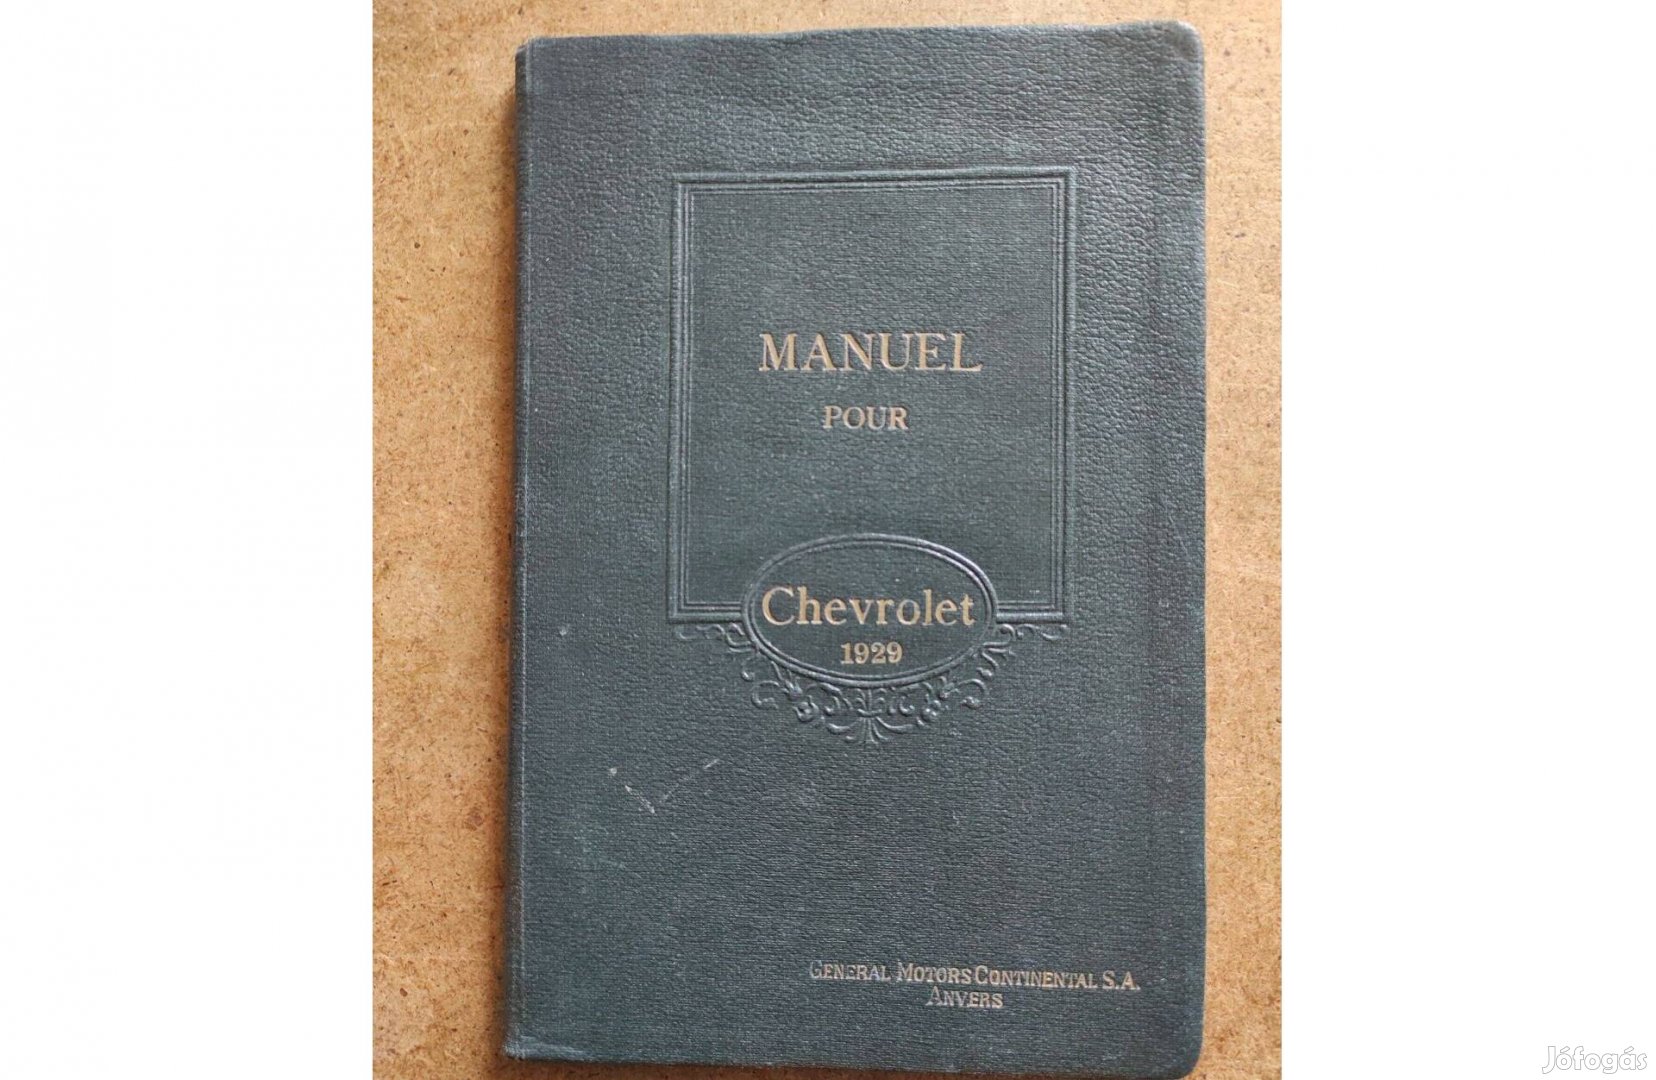 MANUEL
POUR
Chevrolet
1929
GENERAL MOTORS CONTINENTAL S.A.
ANVERS
Jófogás